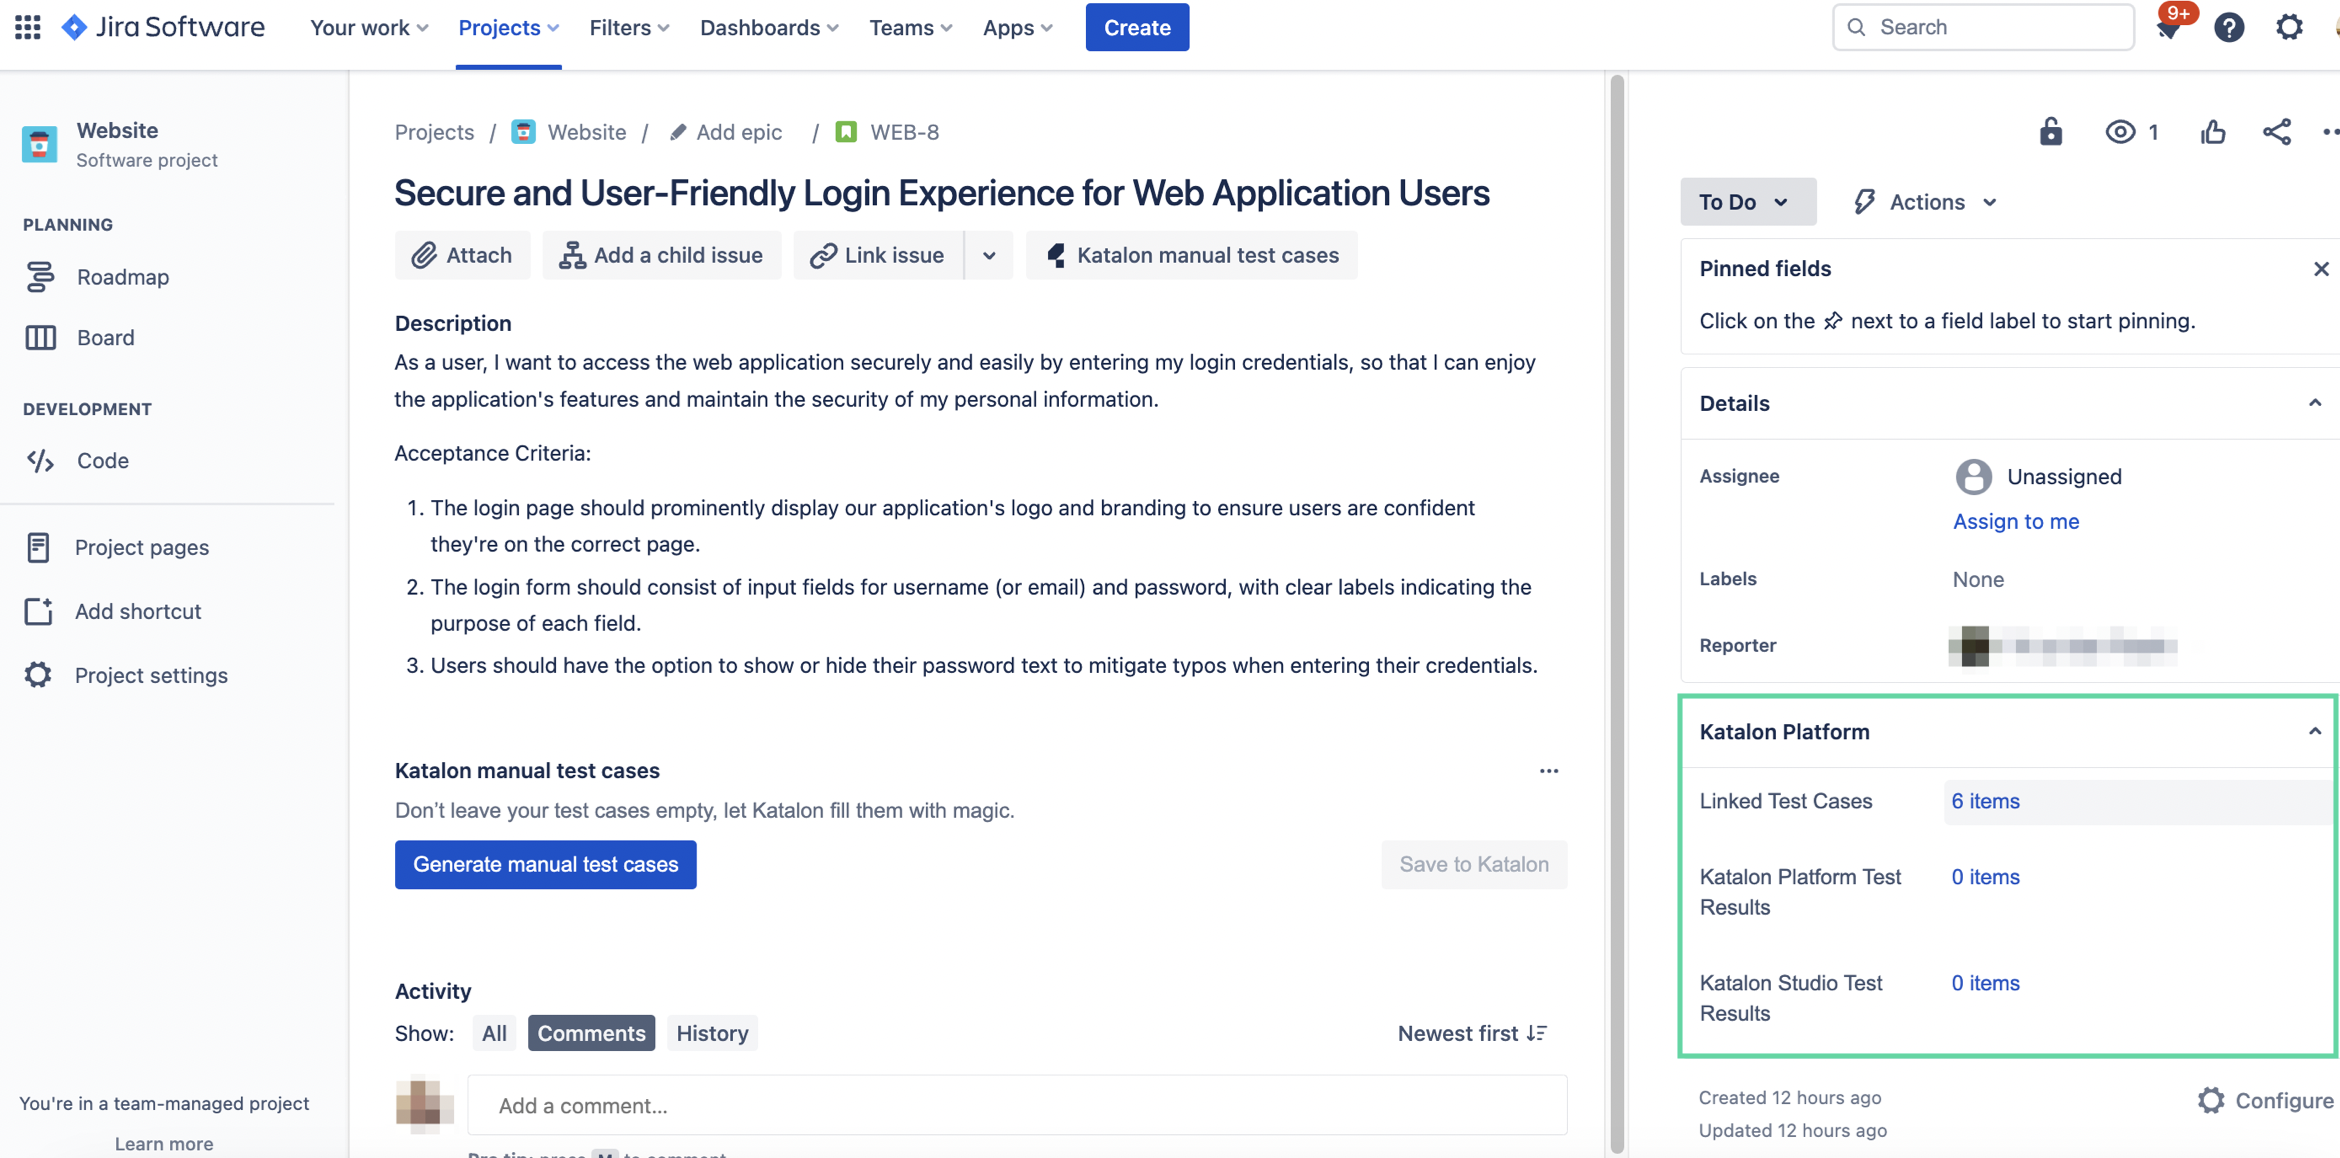 Jira Software Your work Projects Filters Dashboards Teams Apps Create Search 9+
Website
Software project
PLANNING
Roadmap
Board
DEVELOPMENT
Code
Project pages
Add shortcut
Project settings
You're in a team-managed project
Learn more
Projects / Website / Add epic / WEB-8
Secure and User-Friendly Login Experience for Web Application Users
Attach Add a child issue Link issue Katalon manual test cases
Description
As a user, I want to access the web application securely and easily by entering my login credentials, so that I can enjoy
the application's features and maintain the security of my personal information.
Acceptance Criteria:
1. The login page should prominently display our application's logo and branding to ensure users are confident
they're on the correct page.
2. The login form should consist of input fields for username (or email) and password, with clear labels indicating the
purpose of each field.
3. Users should have the option to show or hide their password text to mitigate typos when entering their credentials.
Katalon manual test cases
Don't leave your test cases empty, let Katalon fill them with magic.
Generate manual test cases Save to Katalon
Activity
Show: All Comments History Newest first
Add a comment...
Pro tip: press M to comment
1
To Do Actions
Pinned fields
Click on the next to a field label to start pinning.
Details
Assignee Unassigned
Assign to me
Labels None
Reporter
Katalon Platform
Linked Test Cases 6 items
Katalon Platform Test 0 items
Results
Katalon Studio Test 0 items
Results
Created 12 hours ago Configure
Updated 12 hours ago